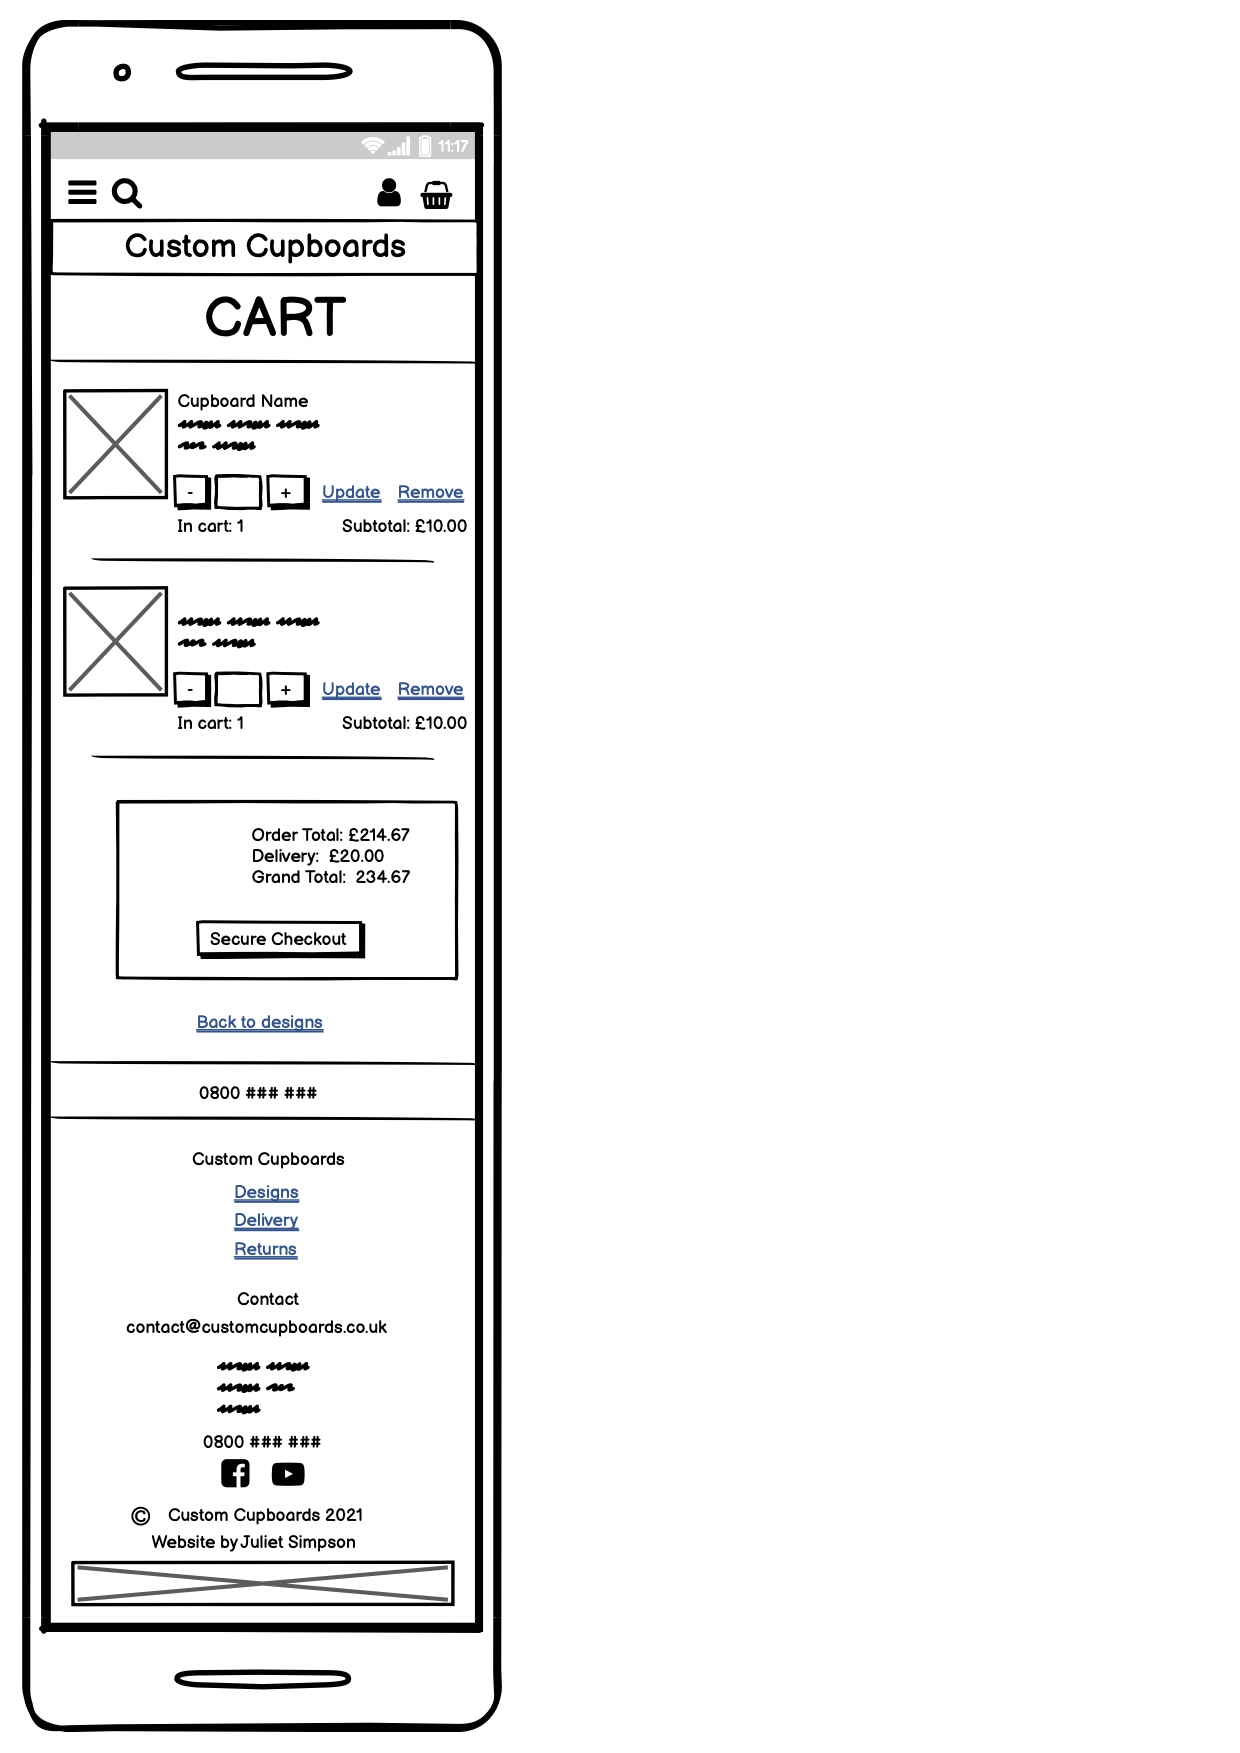 11:17
Custom Cupboards
CART
Cupboard Name
- + Update Remove
In cart: 1 Subtotal: £10.00
- + Update Remove
In cart: 1 Subtotal: £10.00
Order Total: £214.67
Delivery: £20.00
Grand Total: 234.67
Secure Checkout
Back to designs
0800 ### ###
Custom Cupboards
Designs
Delivery
Returns
Contact
contact@customcupboards.co.uk
0800 ### ###
© Custom Cupboards 2021
Website by Juliet Simpson